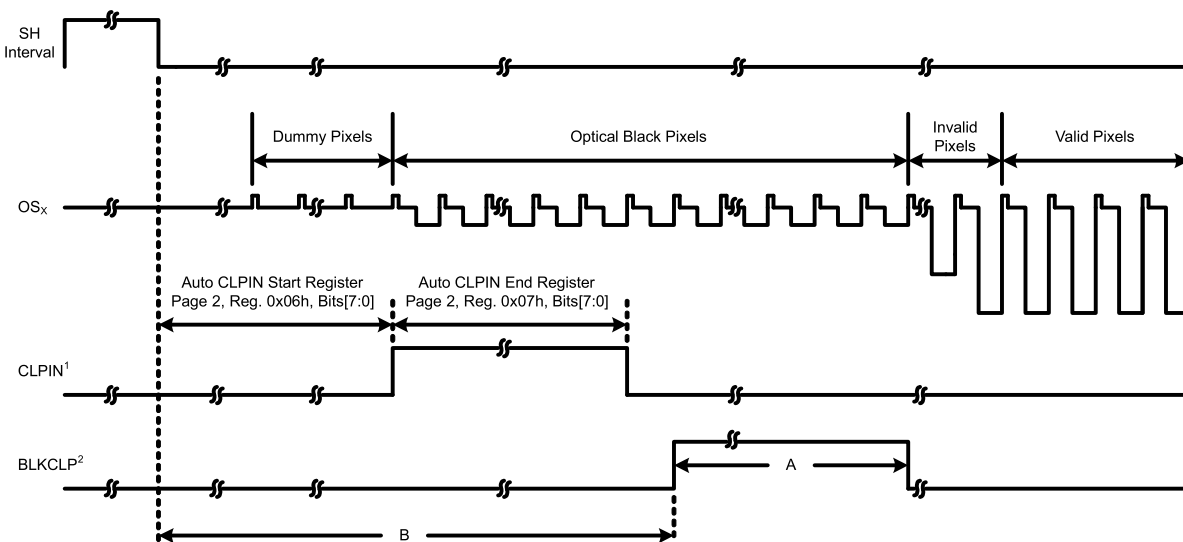 SH
Interval
Dummy Pixels
Optical Black Pixels
Invalid
Pixels
Valid Pixels
OSX
Auto CLPIN Start Register
Page 2, Reg. 0x06h, Bits[7:0]
Auto CLPIN End Register
Page 2, Reg. 0x07h, Bits[7:0]
CLPIN1
BLKCLP2
A
B